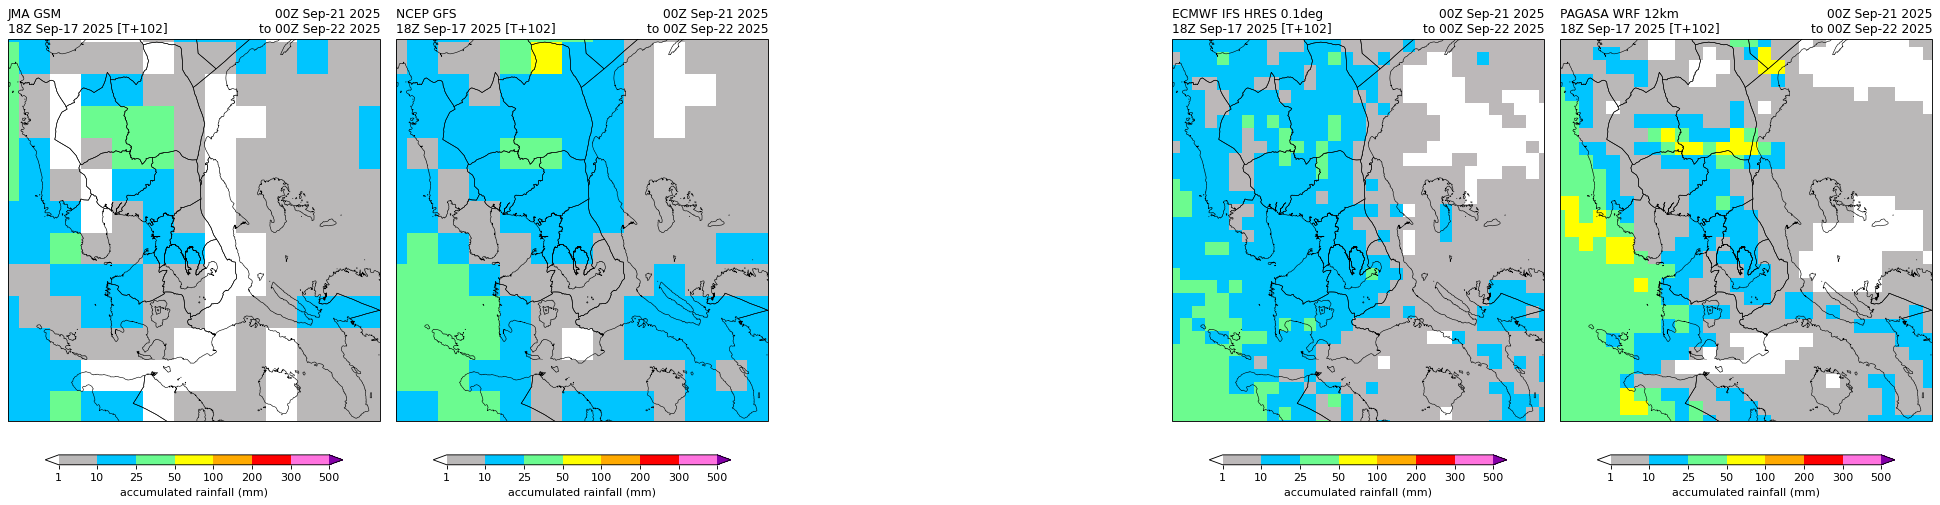 JMA GSM 00Z Sep-21 2025
18Z Sep-17 2025 [T+102] to 00Z Sep-22 2025
NCEP GFS 00Z Sep-21 2025
18Z Sep-17 2025 [T+102] to 00Z Sep-22 2025
ECMWF IFS HRES 0.1deg 00Z Sep-21 2025
18Z Sep-17 2025 [T+102] to 00Z Sep-22 2025
PAGASA WRF 12km 00Z Sep-21 2025
18Z Sep-17 2025 [T+102] to 00Z Sep-22 2025
1 10 25 50 100 200 300 500
accumulated rainfall (mm)
1 10 25 50 100 200 300 500
accumulated rainfall (mm)
1 10 25 50 100 200 300 500
accumulated rainfall (mm)
1 10 25 50 100 200 300 500
accumulated rainfall (mm)